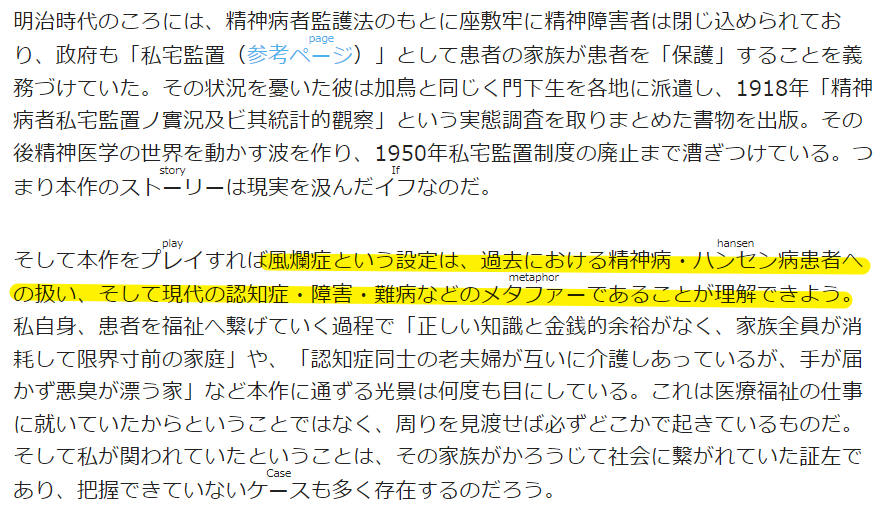 明治時代のころには、精神病者監護法のもとに座敷牢に精神障害者は閉じ込められてお
page
り、政府も「私宅監置（参考ページ）」として患者の家族が患者を「保護」することを義
務づけていた。その状況を憂いた彼は加鳥と同じく門下生を各地に派遣し、1918年「精神
病者私宅監置ノ實況及ビ其統計的觀察」という実態調査を取りまとめた書物を出版。その
後精神医学の世界を動かす波を作り、1950年私宅監置制度の廃止まで漕ぎつけている。つ
story If
まり本作のストーリーは現実を汲んだイフなのだ。
play hansen
そして本作をプレイすれば風爛症という設定は、過去における精神病・ハンセン病患者へ
metaphor
の扱い、そして現代の認知症・障害・難病などのメタファーであることが理解できよう。
私自身、患者を福祉へ繋げていく過程で「正しい知識と金銭的余裕がなく、家族全員が消
耗して限界寸前の家庭」や、「認知症同士の老夫婦が互いに介護しあっているが、手が届
かず悪臭が漂う家」など本作に通ずる光景は何度も目にしている。これは医療福祉の仕事
に就いていたからということではなく、周りを見渡せば必ずどこかで起きているものだ。
そして私が関われていたということは、その家族がかろうじて社会に繋がれていた証左で
Case
あり、把握できていないケースも多く存在するのだろう。